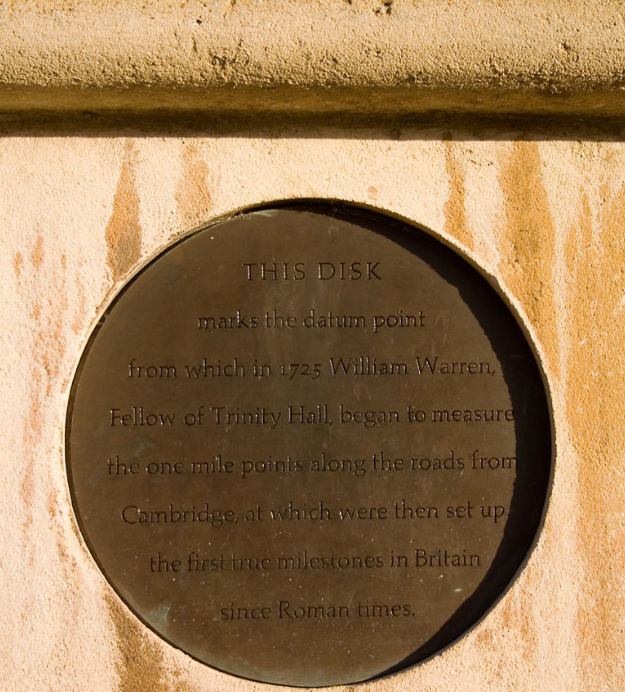 THIS DISK
marks the datum point
from which in 1725 William Warren,
Fellow of Trinity Hall, began to measure
the one mile points along the roads from
Cambridge, at which were then set up
the first true milestones in Britain
since Roman times.